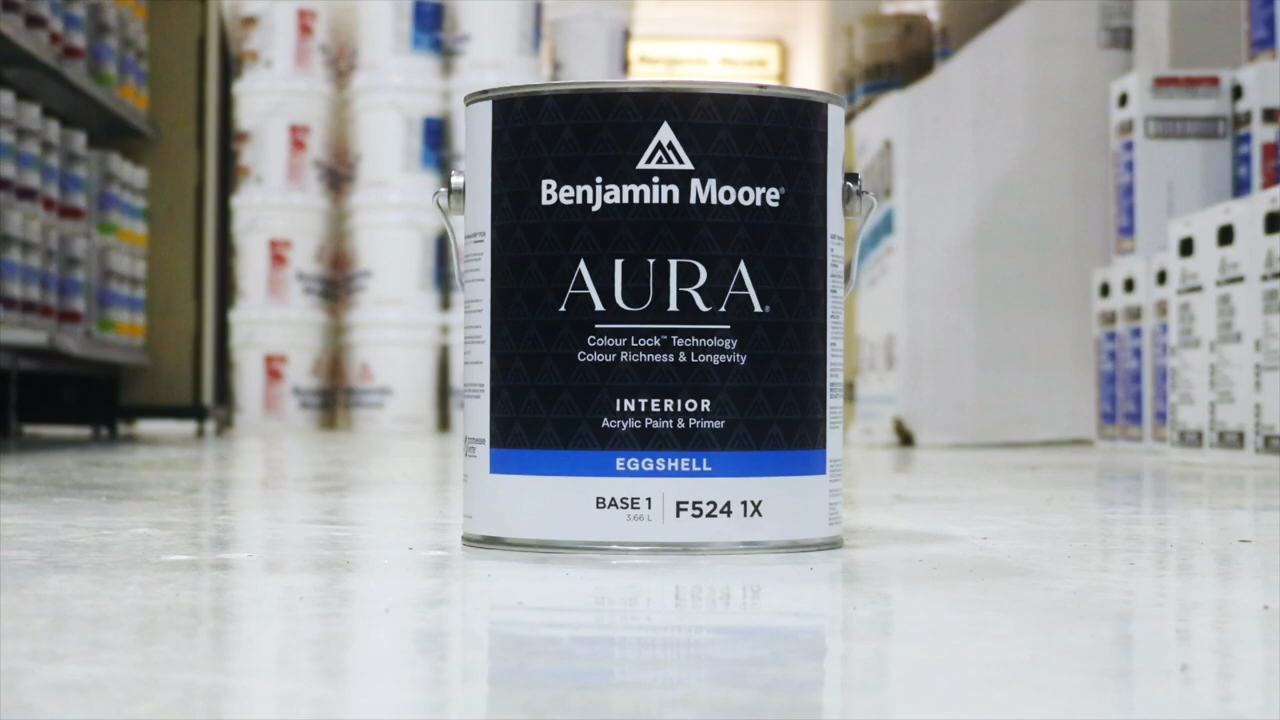 Benjamin Moore®
AURA®
Colour Lock™ Technology
Colour Richness & Longevity
INTERIOR
Acrylic Paint & Primer
EGGSHELL
BASE 1
3.66 L
F524 1X